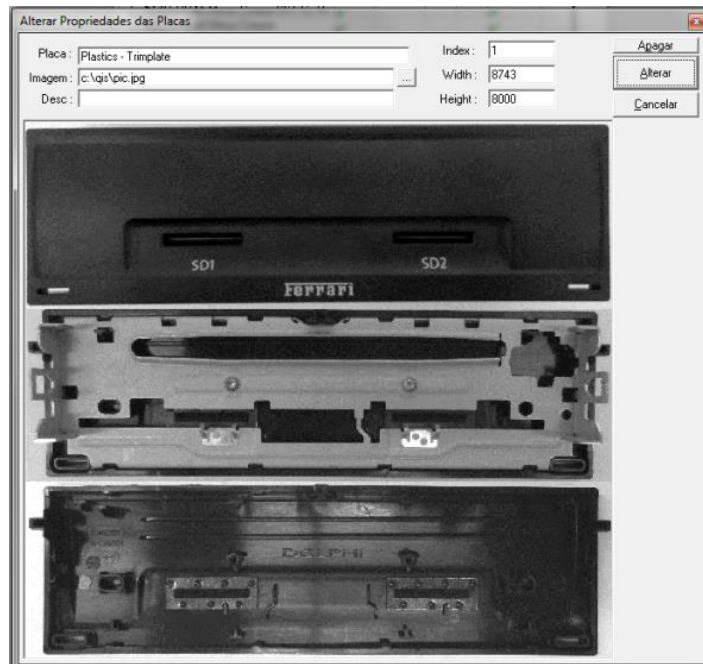 Alterar Propriedades das Placas
Placa : Plastics - Trimplate
Imagem : c:\qis\pic.jpg ...
Desc :
Index : 1
Width : 8743
Height : 8000
Apagar
Alterar
Cancelar
SD1 SD2
Ferrari
DELPHI